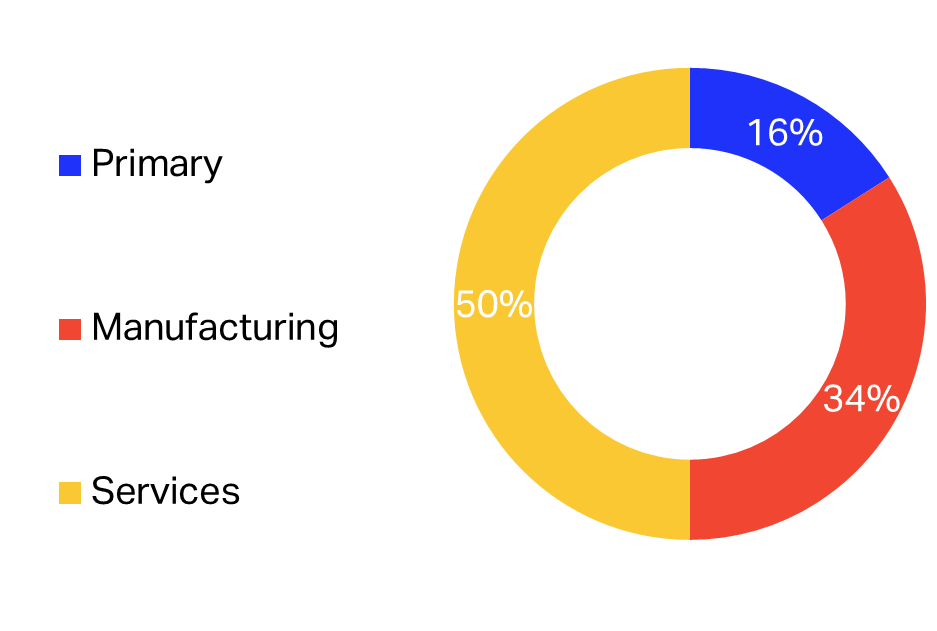 Primary
Manufacturing
Services
16%
50%
34%